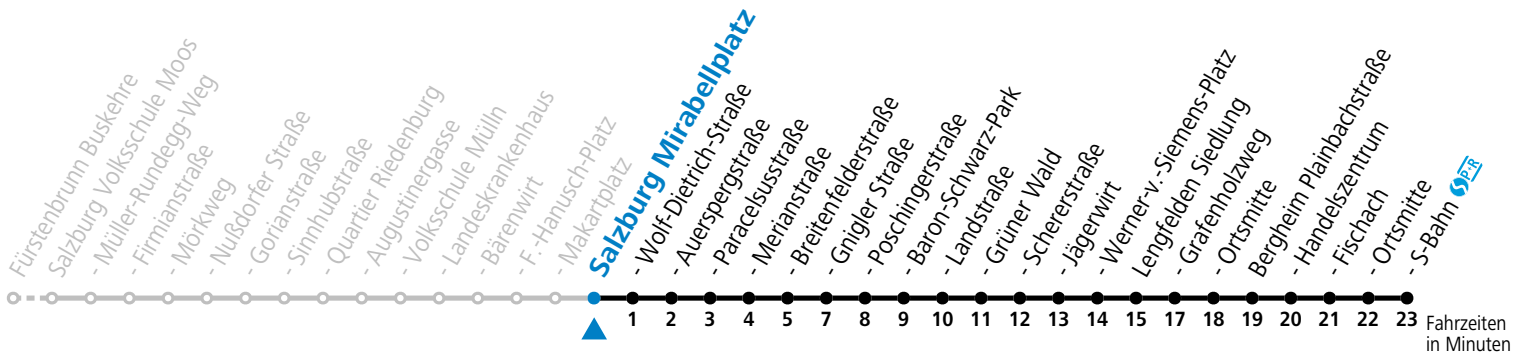 Fürstenbrunn Buskehre
Salzburg Volksschule Moos
- Müller-Rundegg-Weg
- Firmianstraße
- Mörkweg
- Nußdorfer Straße
- Gorianstraße
- Sinnhubstraße
- Quartier Riedenburg
- Augustinergasse
- Volksschule Mülln
- Landeskrankenhaus
- Bärenwirt
- F.-Hanusch-Platz
- Makartplatz
Salzburg Mirabellplatz
- Wolf-Dietrich-Straße
- Auerspergstraße
- Paracelsusstraße
- Merianstraße
- Breitenfelderstraße
- Gnigler Straße
- Poschingerstraße
- Baron-Schwarz-Park
- Landstraße
- Grüner Wald
- Schererstraße
- Jägerwirt
- Werner-v.-Siemens-Platz
Lengfelden Siedlung
- Grafenholzweg
- Ortsmitte
Bergheim Plainbachstraße
- Handelszentrum
- Fischach
- Ortsmitte
- S-Bahn S P+R
1 2 3 4 5 7 8 9 10 11 12 13 14 15 17 18 19 20 21 22 23
Fahrzeiten
in Minuten